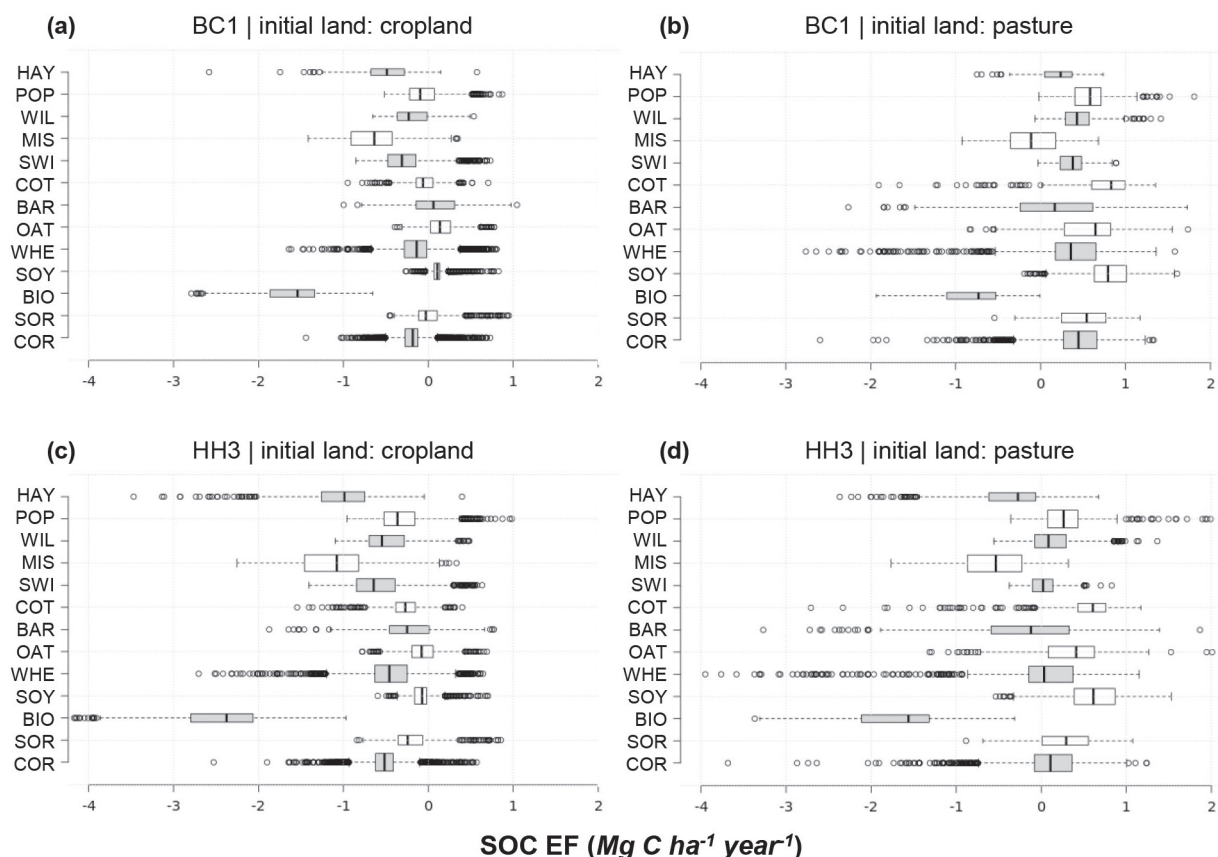 (a) BC1 | initial land: cropland
HAY
POP
WIL
MIS
SWI
COT
BAR
OAT
WHE
SOY
BIO
SOR
COR
-4 -3 -2 -1 0 1 2
(b) BC1 | initial land: pasture
HAY
POP
WIL
MIS
SWI
COT
BAR
OAT
WHE
SOY
BIO
SOR
COR
-4 -3 -2 -1 0 1 2
(c) HH3 | initial land: cropland
HAY
POP
WIL
MIS
SWI
COT
BAR
OAT
WHE
SOY
BIO
SOR
COR
-4 -3 -2 -1 0 1 2
(d) HH3 | initial land: pasture
HAY
POP
WIL
MIS
SWI
COT
BAR
OAT
WHE
SOY
BIO
SOR
COR
-4 -3 -2 -1 0 1 2
SOC EF (Mg C ha⁻¹ year⁻¹)